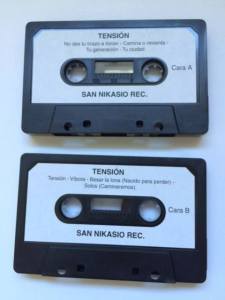 TENSIÓN
No des tu brazo a torcer - Camina o revienta -
Tu generación - Tu ciudad
Cara A
SAN NIKASIO REC.
TENSIÓN
Tensión - Víbora - Besar la lona (Nacido para perder) -
Solos (Caminaremos)
Cara B
SAN NIKASIO REC.